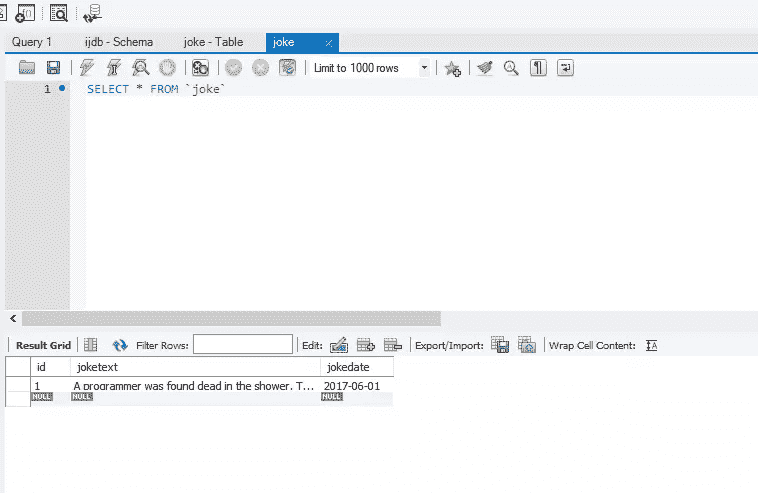 Query 1 ijdb - Schema joke - Table joke
Limit to 1000 rows
1 SELECT * FROM `joke`
Result Grid Filter Rows: Edit: Export/Import: Wrap Cell Content:
id joketext jokedate
1 A programmer was found dead in the shower. T... 2017-06-01
NULL NULL NULL